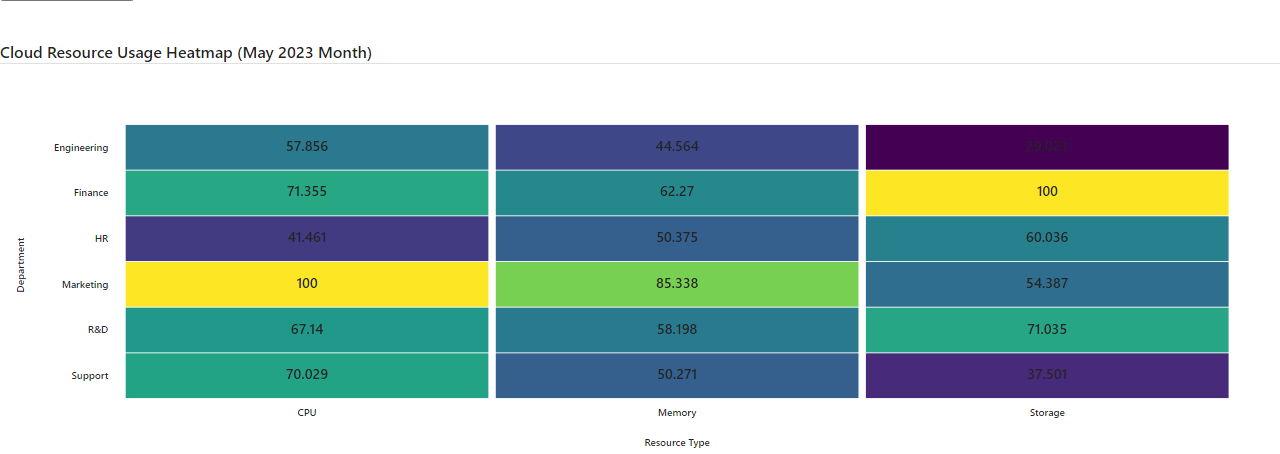 Cloud Resource Usage Heatmap (May 2023 Month)
Engineering 57.856 44.564
Finance 71.355 62.27 100
HR 41.461 50.375 60.036
Department
Marketing 100 85.338 54.387
R&D 67.14 58.198 71.035
Support 70.029 50.271 37.501
CPU Memory Storage
Resource Type